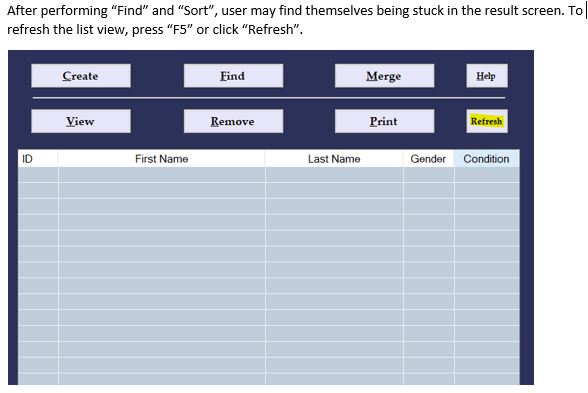 After performing “Find” and “Sort”, user may find themselves being stuck in the result screen. To
refresh the list view, press “F5” or click “Refresh”.
Create Find Merge Help
View Remove Print Refresh
ID First Name Last Name Gender Condition